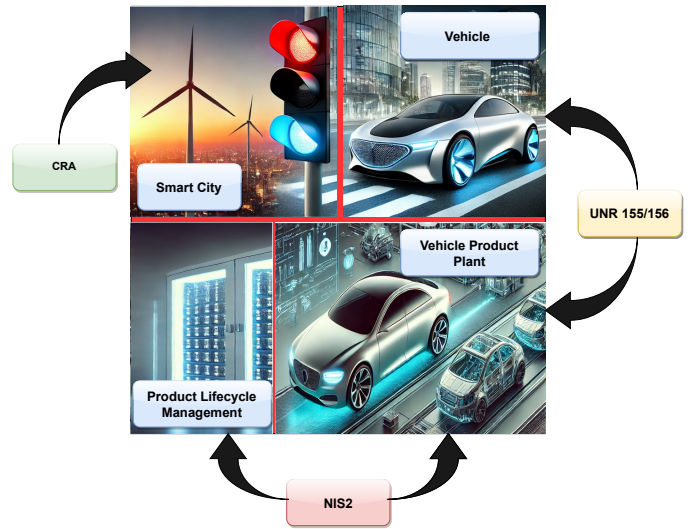 Vehicle
CRA
Smart City
UNR 155/156
Vehicle Product
Plant
Product Lifecycle
Management
NIS2